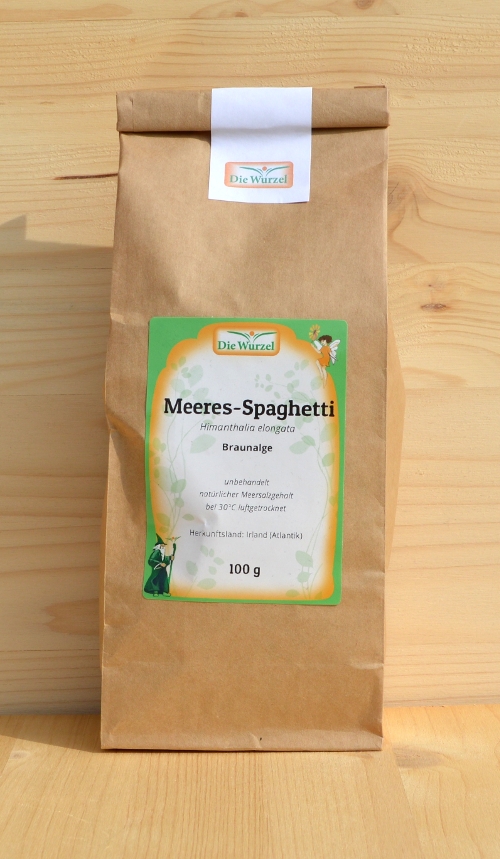 Die Wurzel
Die Wurzel
Meeres-Spaghetti
Himanthalia elongata
Braunalge
unbehandelt
natürlicher Meersalzgehalt
bei 30°C luftgetrocknet
Herkunftsland: Irland (Atlantik)
100 g